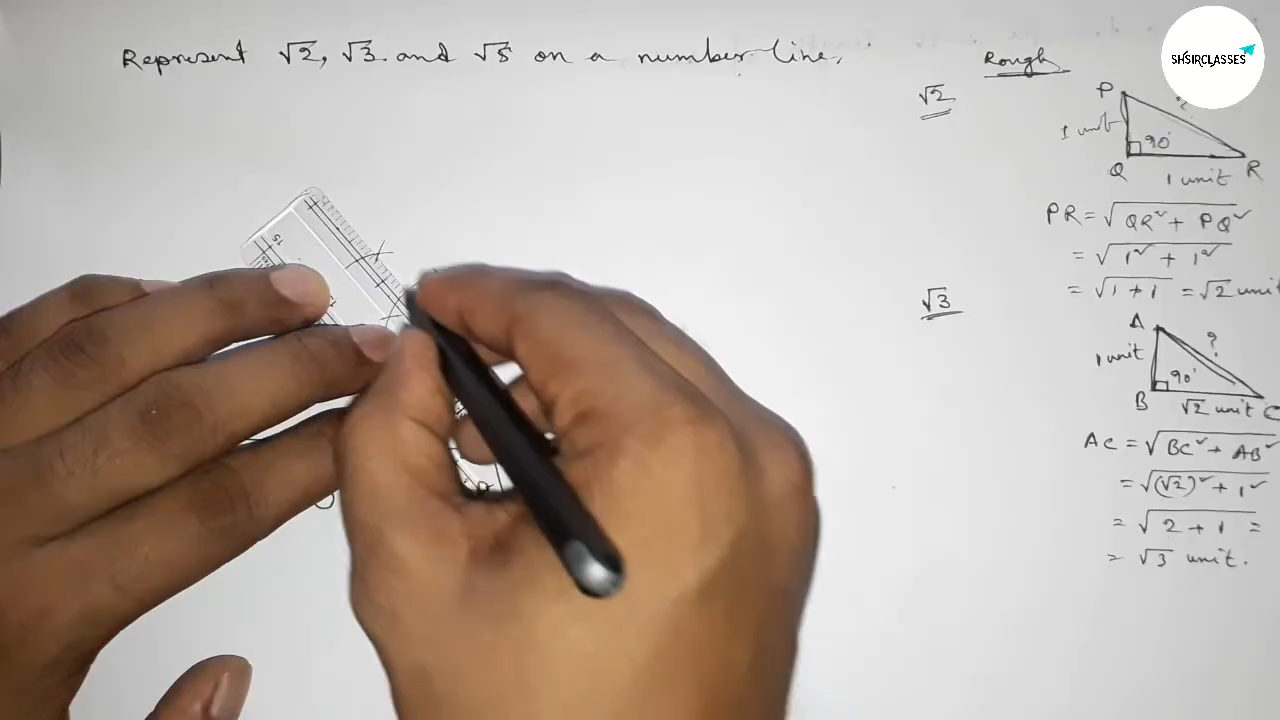 Represent √2, √3 and √5 on a number line.
Rough
SHSIRCLASSES
√2
P
?
1 unit
90°
Q
1 unit
R
PR = √QR² + PQ²
= √1² + 1²
= √1 + 1 = √2 unit
√3
A
?
1 unit
90°
B
√2 unit
C
AC = √BC² + AB²
= √(√2)² + 1²
= √2 + 1 =
= √3 unit.
15